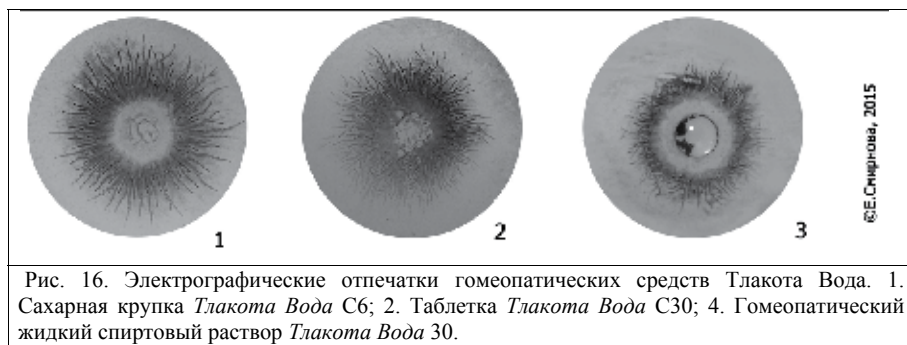 1
2
3
©Е.Смирнова, 2015
Рис. 16. Электрографические отпечатки гомеопатических средств Тлакота Вода. 1.
Сахарная крупка Тлакота Вода С6; 2. Таблетка Тлакота Вода С30; 4. Гомеопатический
жидкий спиртовый раствор Тлакота Вода 30.